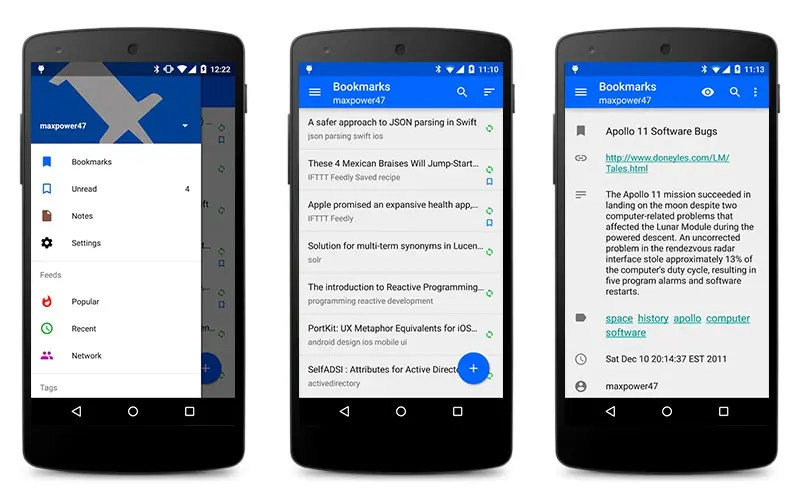 12:22
maxpower47
Bookmarks
Unread 4
Notes
Settings
Feeds
Popular
Recent
Network
Tags
11:10
Bookmarks
maxpower47
A safer approach to JSON parsing in Swift
json parsing swift ios
These 4 Mexican Braises Will Jump-Start...
IFTTT Feedly Saved recipe
Apple promised an expansive health app,...
IFTTT Feedly
Solution for multi-term synonyms in Lucen...
solr
The introduction to Reactive Programming...
programming reactive development
PortKit: UX Metaphor Equivalents for iOS...
android design ios mobile ui
SelfADSI : Attributes for Active Direct
activedirectory
11:13
Bookmarks
maxpower47
Apollo 11 Software Bugs
http://www.doneyles.com/LM/
Tales.html
The Apollo 11 mission succeeded in
landing on the moon despite two
computer-related problems that
affected the Lunar Module during the
powered descent. An uncorrected
problem in the rendezvous radar
interface stole approximately 13% of
the computer's duty cycle, resulting in
five program alarms and software
restarts.
space history apollo computer
software
Sat Dec 10 20:14:37 EST 2011
maxpower47